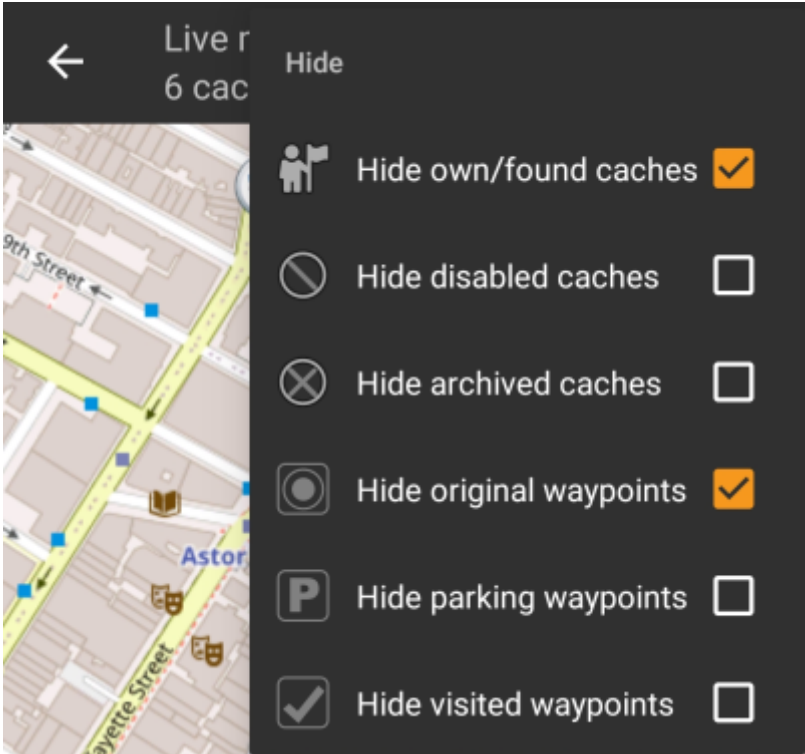 Live
6 cac
Hide
Hide own/found caches
Hide disabled caches
Hide archived caches
Hide original waypoints
P
Hide parking waypoints
Hide visited waypoints
9th Street
Astor
ayette Street